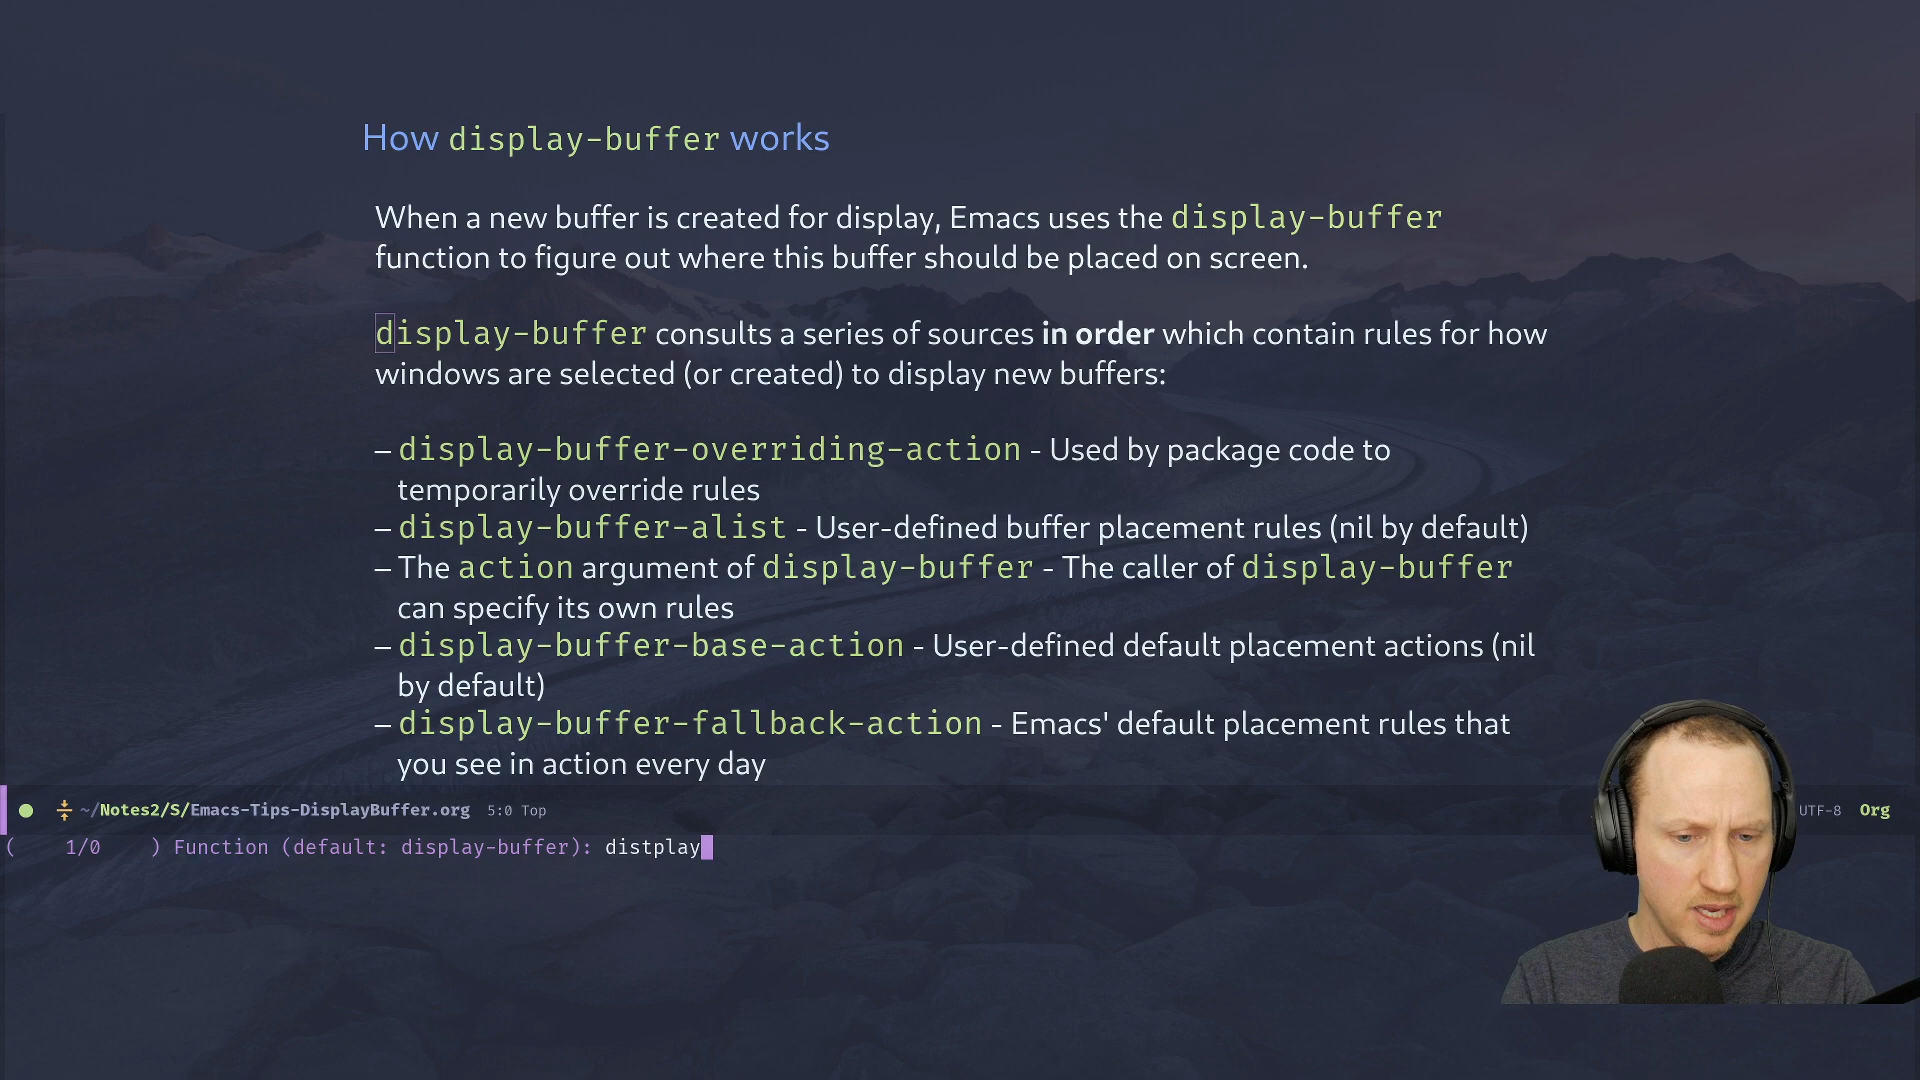 How display-buffer works
When a new buffer is created for display, Emacs uses the display-buffer
function to figure out where this buffer should be placed on screen.
display-buffer consults a series of sources in order which contain rules for how
windows are selected (or created) to display new buffers:
– display-buffer-overriding-action - Used by package code to
temporarily override rules
– display-buffer-alist - User-defined buffer placement rules (nil by default)
– The action argument of display-buffer - The caller of display-buffer
can specify its own rules
– display-buffer-base-action - User-defined default placement actions (nil
by default)
– display-buffer-fallback-action - Emacs' default placement rules that
you see in action every day
~/Notes2/S/Emacs-Tips-DisplayBuffer.org 5:0 Top UTF-8 Org
( 1/0 ) Function (default: display-buffer): distplay